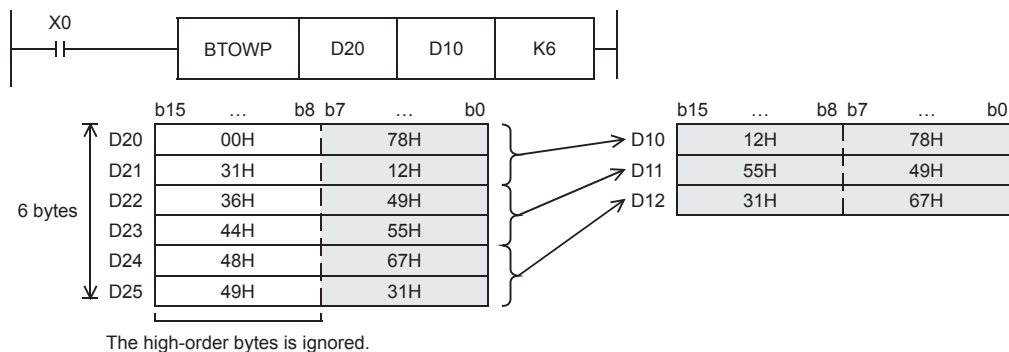 X0
BTOWP D20 D10 K6
b15 … b8 b7 … b0 b15 … b8 b7 … b0
D20 00H 78H D10 12H 78H
D21 31H 12H D11 55H 49H
D22 36H 49H D12 31H 67H
6 bytes
D23 44H 55H
D24 48H 67H
D25 49H 31H
The high-order bytes is ignored.